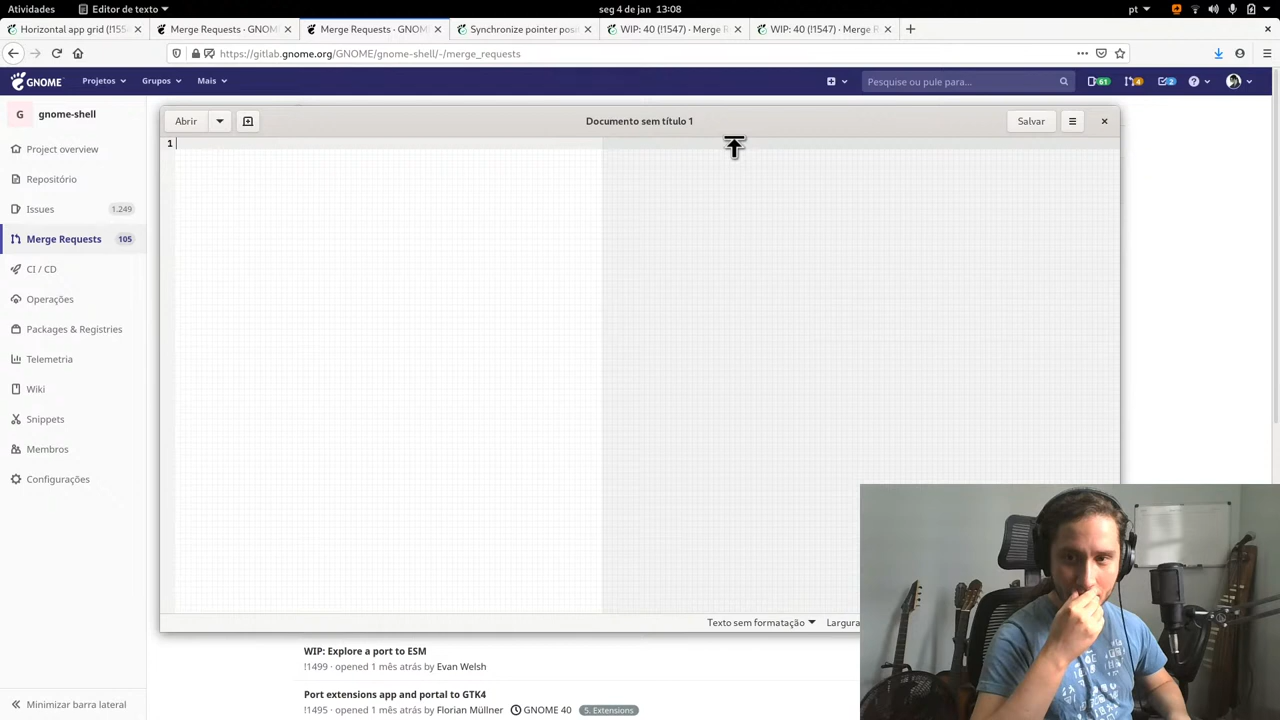 Atividades
Editor de texto
seg 4 de jan 13:08
pt
Horizontal app grid (!155
Merge Requests · GNOM
Merge Requests · GNOM
Synchronize pointer posi
WIP: 40 (!1547) · Merge R
WIP: 40 (!1547) · Merge R
https://gitlab.gnome.org/GNOME/gnome-shell/-/merge_requests
GNOME
Projetos
Grupos
Mais
Pesquise ou pule para...
61
4
2
G
gnome-shell
Project overview
Repositório
Issues
1.249
Merge Requests
105
CI / CD
Operações
Packages & Registries
Telemetria
Wiki
Snippets
Membros
Configurações
Minimizar barra lateral
Abrir
Documento sem título 1
Salvar
1
Texto sem formatação
Largura
WIP: Explore a port to ESM
!1499 · opened 1 mês atrás by Evan Welsh
Port extensions app and portal to GTK4
!1495 · opened 1 mês atrás by Florian Müllner
GNOME 40
5. Extensions